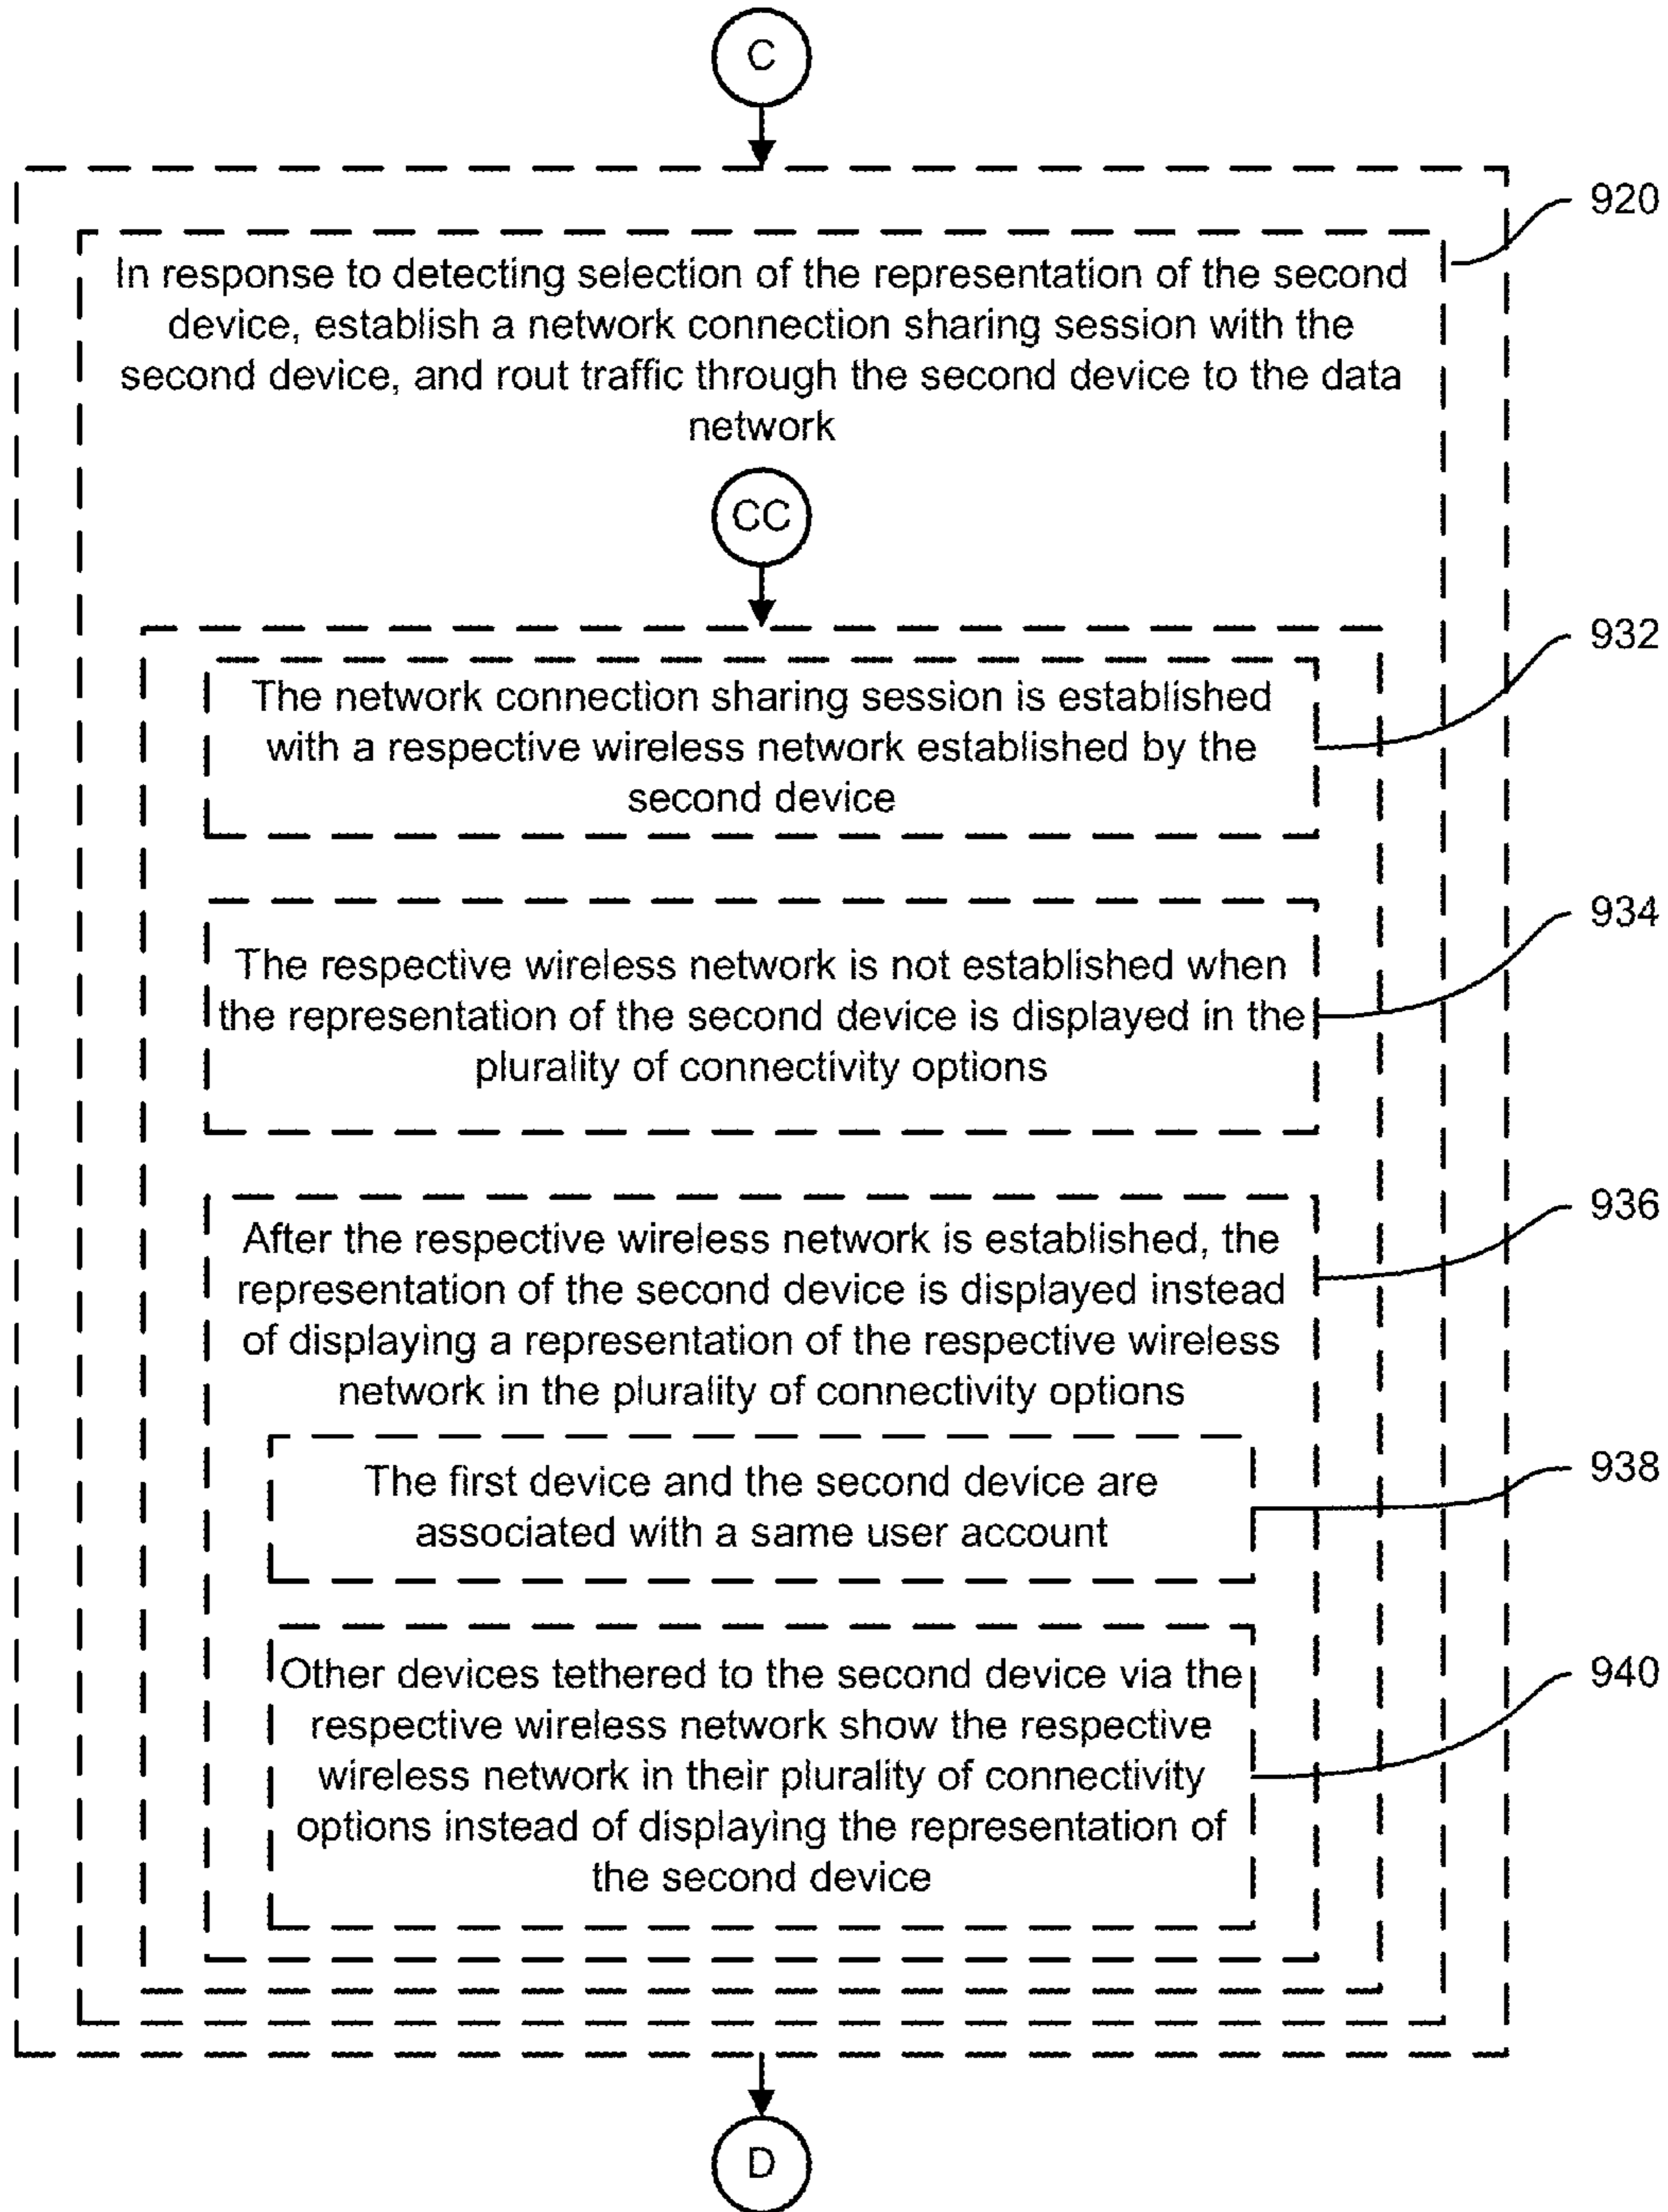 C
920
In response to detecting selection of the representation of the second
device, establish a network connection sharing session with the
second device, and rout traffic through the second device to the data
network
CC
932
The network connection sharing session is established
with a respective wireless network established by the
second device
934
The respective wireless network is not established when
the representation of the second device is displayed in the
plurality of connectivity options
936
After the respective wireless network is established, the
representation of the second device is displayed instead
of displaying a representation of the respective wireless
network in the plurality of connectivity options
938
The first device and the second device are
associated with a same user account
940
Other devices tethered to the second device via the
respective wireless network show the respective
wireless network in their plurality of connectivity
options instead of displaying the representation of
the second device
D